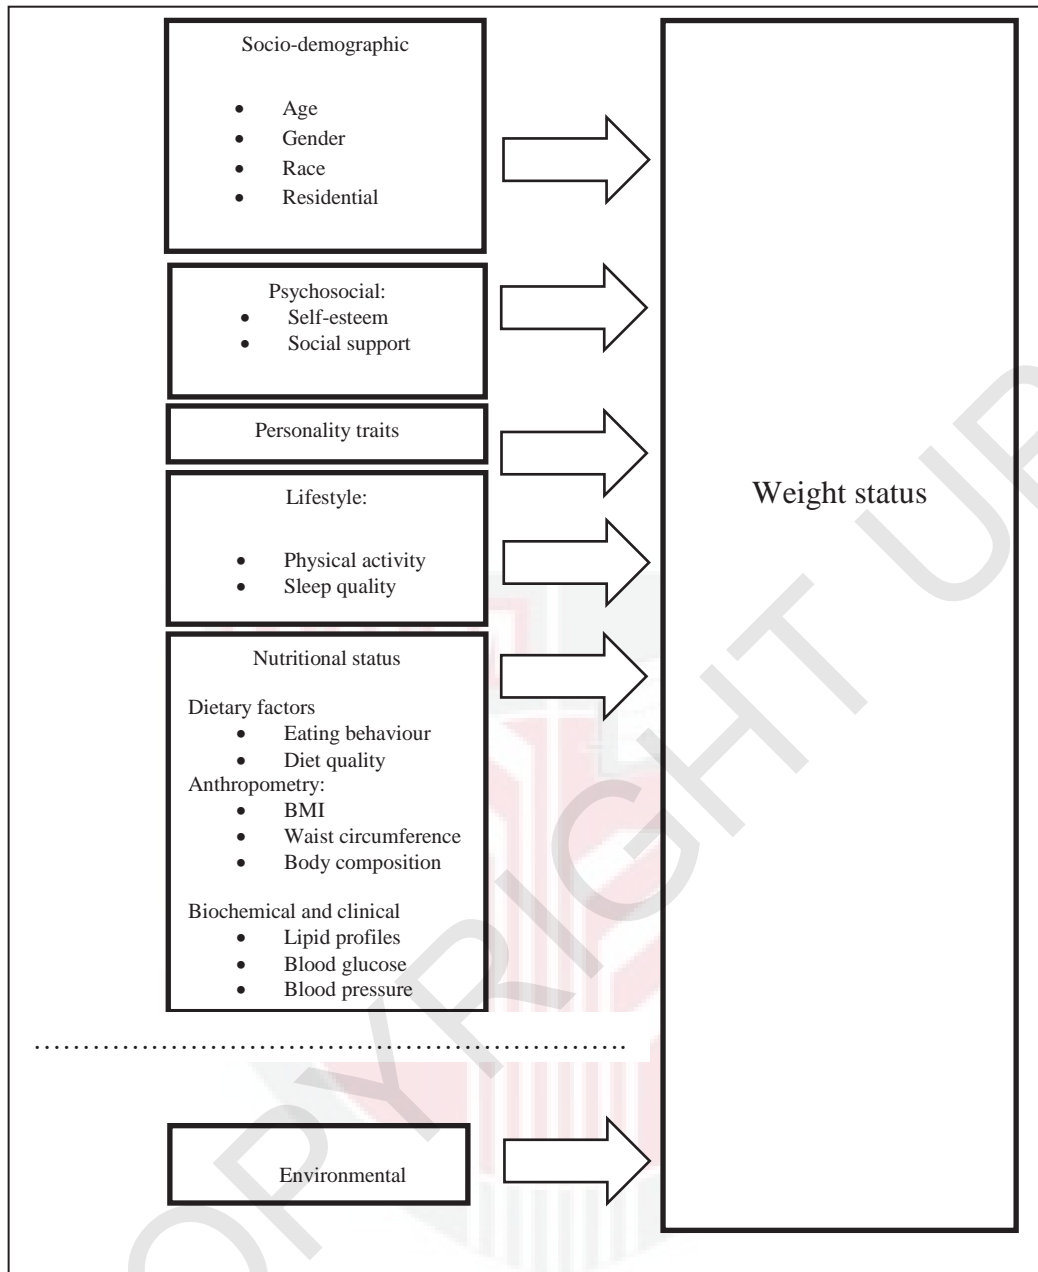 Socio-demographic
• Age
• Gender
• Race
• Residential
Psychosocial:
• Self-esteem
• Social support
Personality traits
Lifestyle:
• Physical activity
• Sleep quality
Nutritional status
Dietary factors
• Eating behaviour
• Diet quality
Anthropometry:
• BMI
• Waist circumference
• Body composition
Biochemical and clinical
• Lipid profiles
• Blood glucose
• Blood pressure
……………………………………………………….
Environmental
Weight status
OPYRIGHT UP